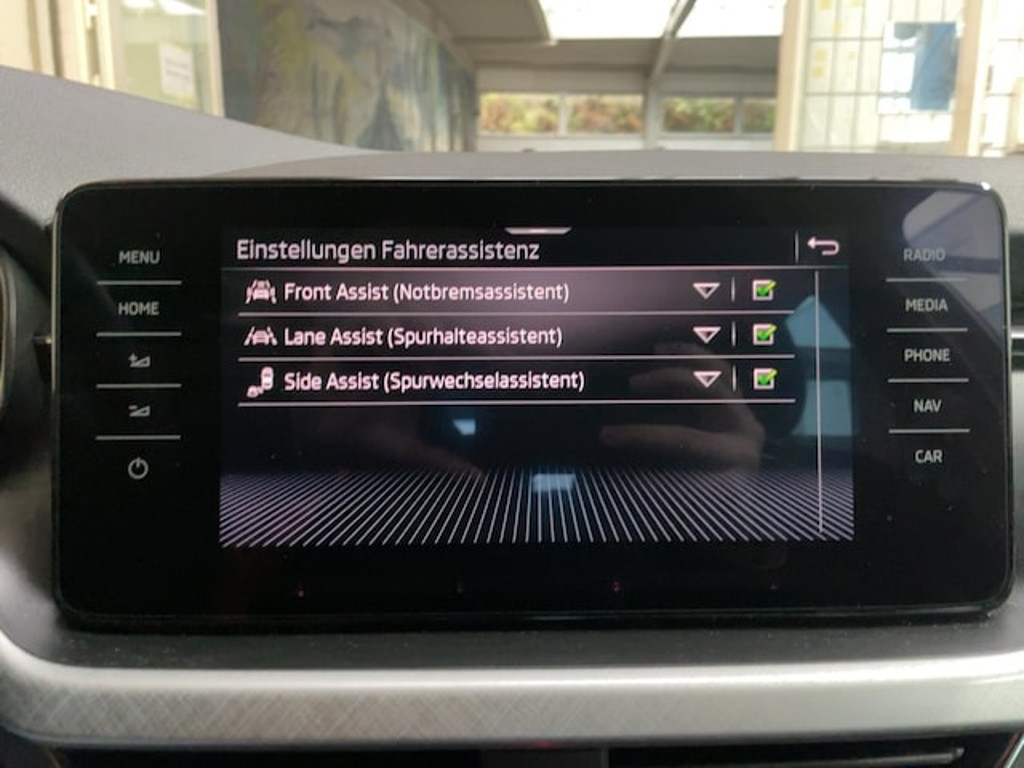 Einstellungen Fahrerassistenz
Front Assist (Notbremsassistent)
Lane Assist (Spurhalteassistent)
Side Assist (Spurwechselassistent)
MENU
HOME
RADIO
MEDIA
PHONE
NAV
CAR